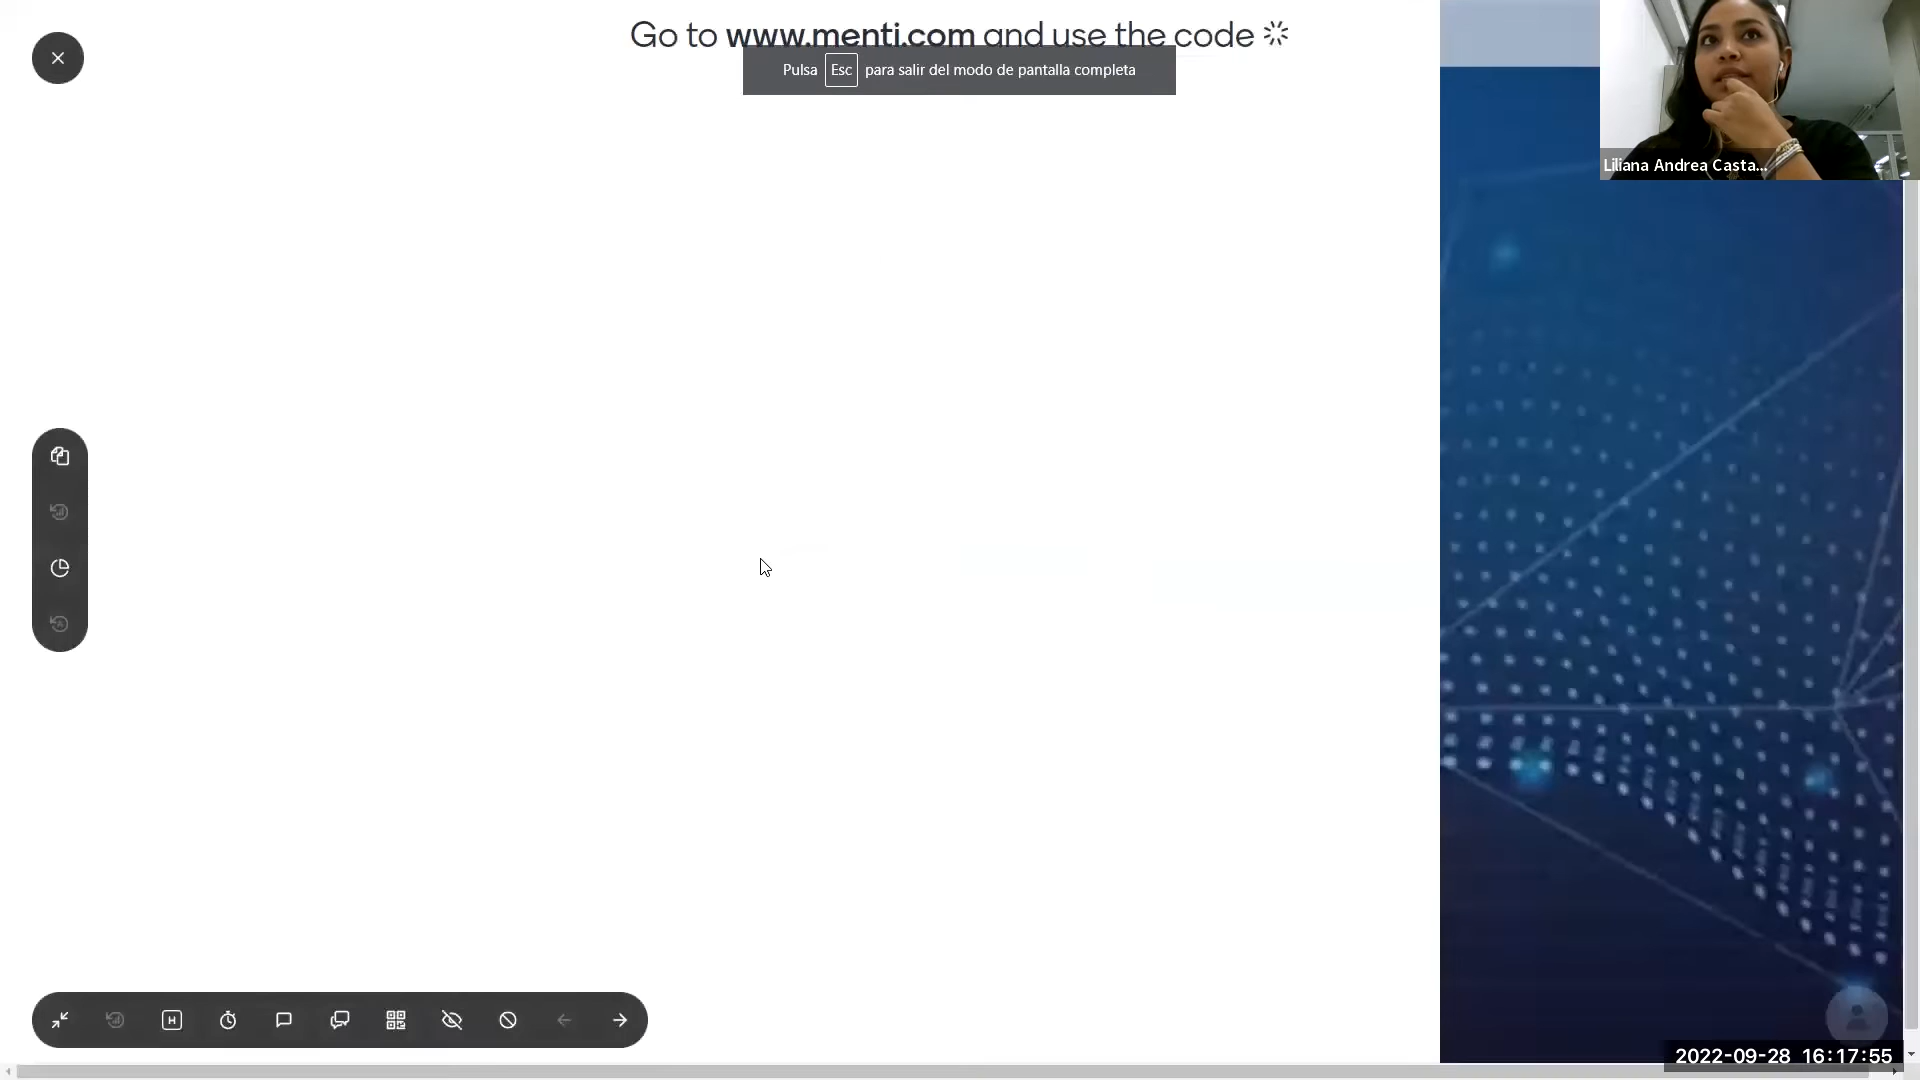 Go to www.menti.com and use the code
Pulsa Esc para salir del modo de pantalla completa
Liliana Andrea Casta...
H
2022-09-28 16:17:55